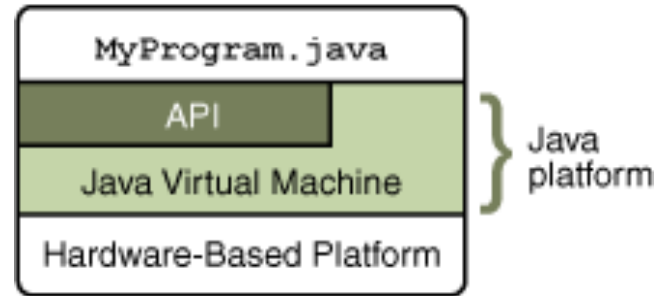 MyProgram.java
API
Java Virtual Machine
Hardware-Based Platform
Java
platform